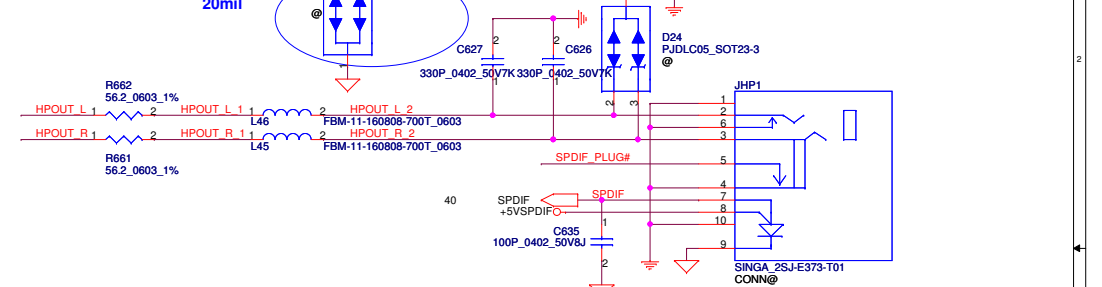 20mil
@
2
2
C627
C626
330P_0402_50V7K
330P_0402_50V7K
1
1
D24
PJDLC05_SOT23-3
@
2
3
2
1
R662
56.2_0603_1%
HPOUT_L 1
2
HPOUT_L_1 1
2
HPOUT_L_2
L46
FBM-11-160808-700T_0603
HPOUT_R 1
2
HPOUT_R_1 1
2
HPOUT_R_2
L45
FBM-11-160808-700T_0603
R661
56.2_0603_1%
JHP1
1
2
6
3
5
4
7
8
10
9
SPDIF_PLUG#
40
SPDIF
SPDIF
+5VSPDIF
1
C635
100P_0402_50V8J
2
SINGA_2SJ-E373-T01
CONN@